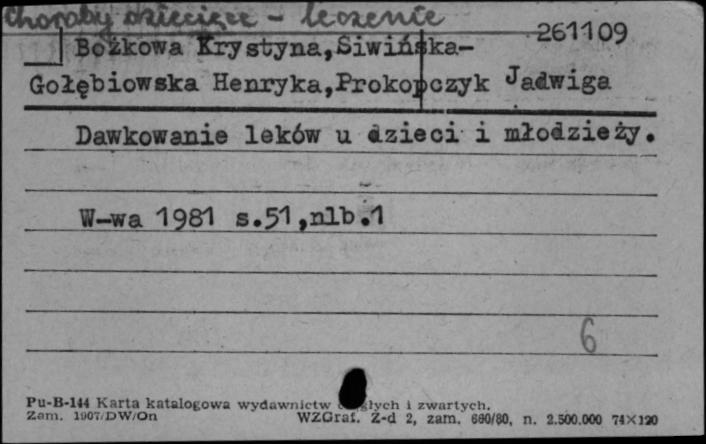 Choroby dziecięce - leczenie
261109
Bożkowa Krystyna,Siwińska-
Gołębiowska Henryka,Prokopczyk Jadwiga
Dawkowanie leków u dzieci i młodzieży.
W-wa 1981 s.51,nlb.1
6
Pu-B-144 Karta katalogowa wydawnictw i zwartych.
Zam. 1907/DW/On WZGraf. Z-d 2, zam. 660/80, n. 2.500.000 74×120